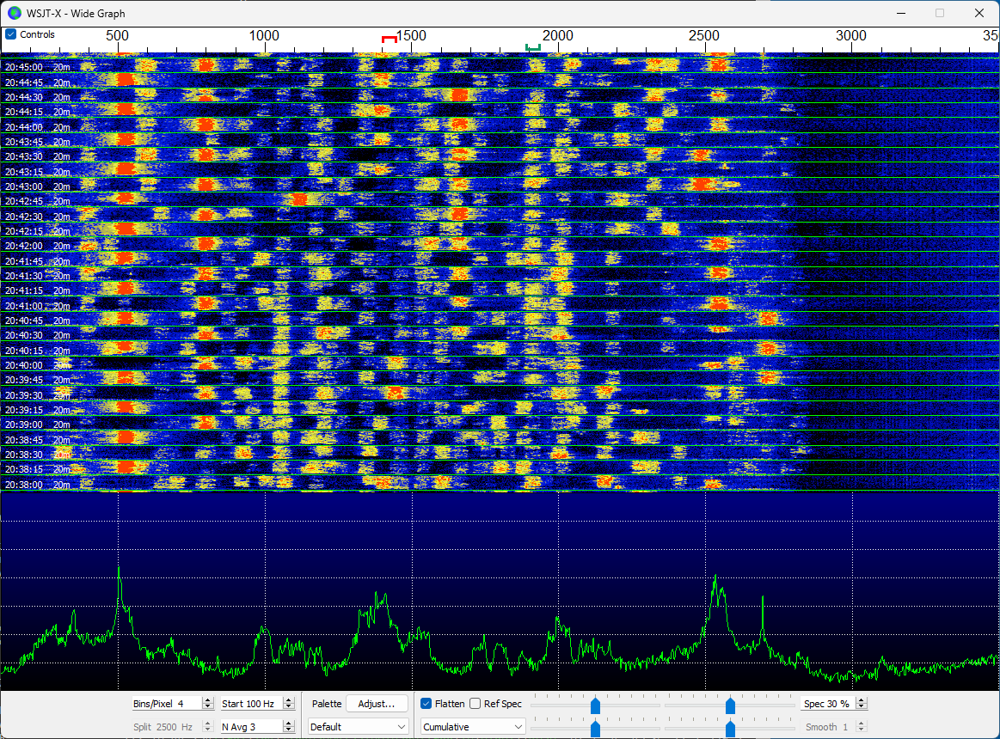 WSJT-X - Wide Graph
Controls 500 1000 1500 2000 2500 3000 35
20:45:00 20m
20:44:45 20m
20:44:30 20m
20:44:15 20m
20:44:00 20m
20:43:45 20m
20:43:30 20m
20:43:15 20m
20:43:00 20m
20:42:45 20m
20:42:30 20m
20:42:15 20m
20:42:00 20m
20:41:45 20m
20:41:30 20m
20:41:15 20m
20:41:00 20m
20:40:45 20m
20:40:30 20m
20:40:15 20m
20:40:00 20m
20:39:45 20m
20:39:30 20m
20:39:15 20m
20:39:00 20m
20:38:45 20m
20:38:30 20m
20:38:15 20m
20:38:00 20m
Bins/Pixel 4 Start 100 Hz Palette Adjust... Flatten Ref Spec Spec 30 %
Split 2500 Hz N Avg 3 Default Cumulative Smooth 1